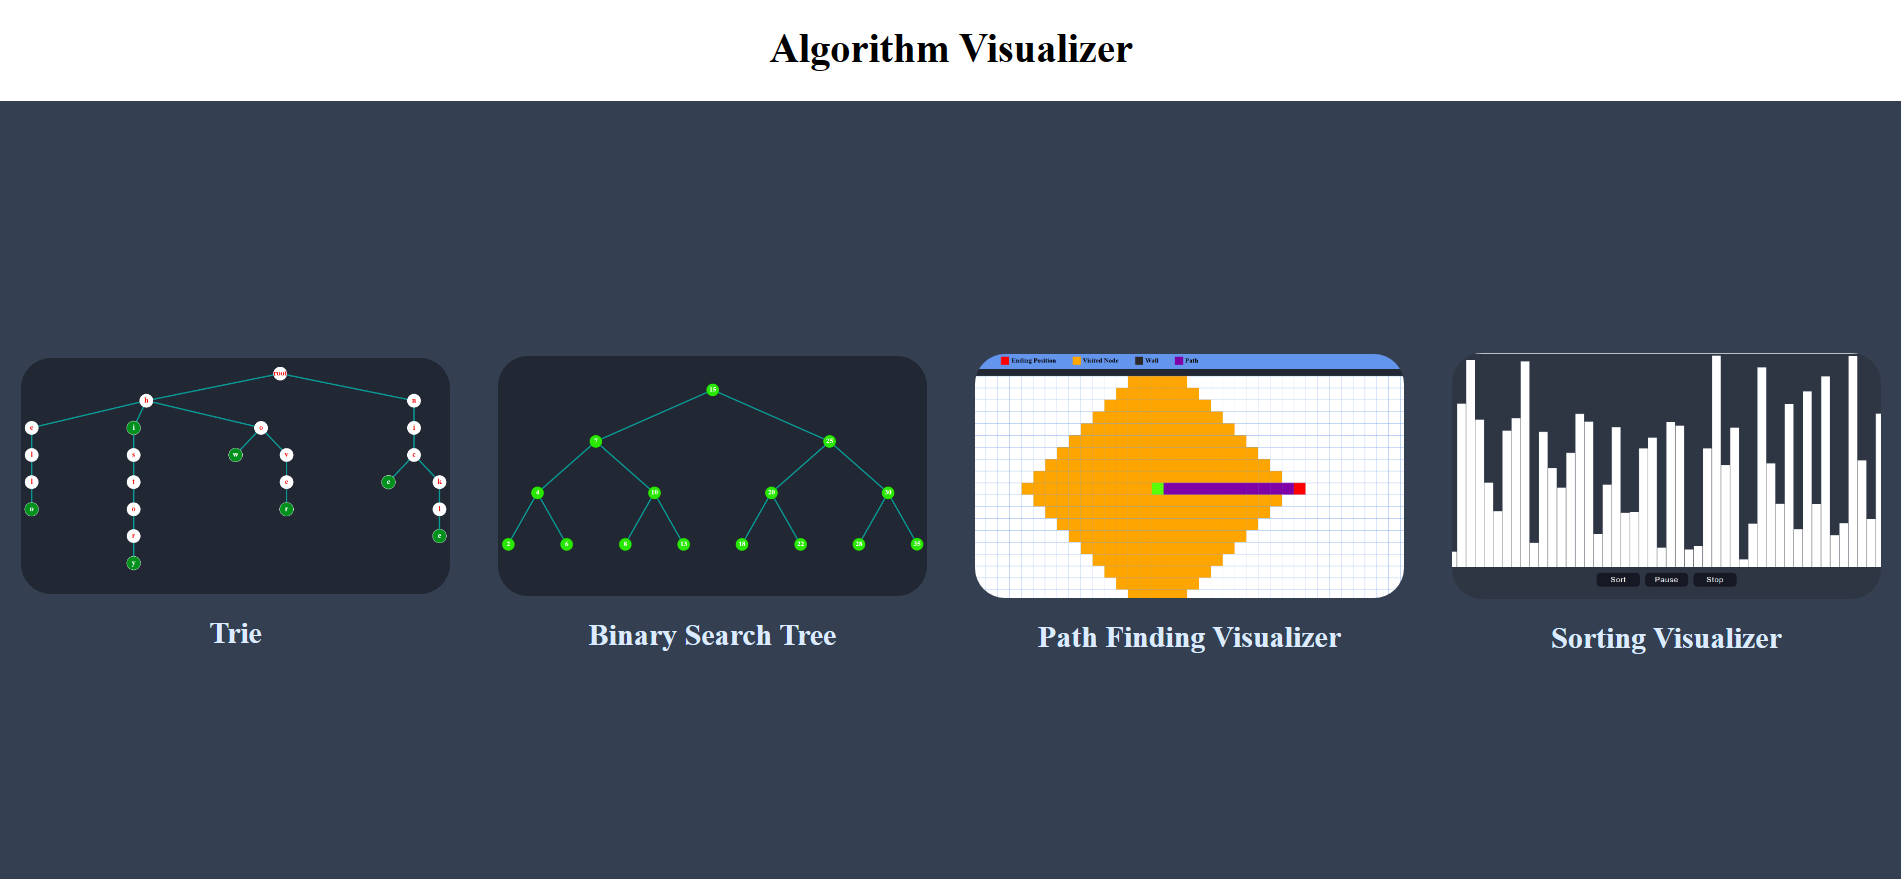 Algorithm Visualizer
root
h
n
e
i
o
i
l
s
w
v
c
l
t
e
e
k
o
o
r
l
r
e
y
15
7
25
4
10
20
30
2
6
8
13
18
22
28
35
Ending Position Visited Node Wall Path
Sort Pause Stop
Trie
Binary Search Tree
Path Finding Visualizer
Sorting Visualizer